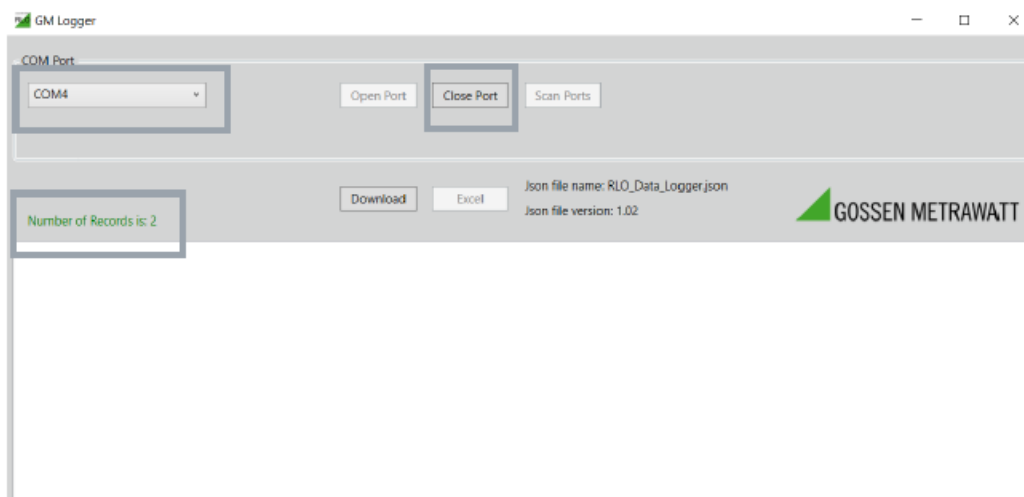 GM Logger
COM Port
COM4
Open Port
Close Port
Scan Ports
Number of Records is: 2
Download
Excel
Json file name: RLO_Data_Logger.json
Json file version: 1.02
GOSSEN METRAWATT